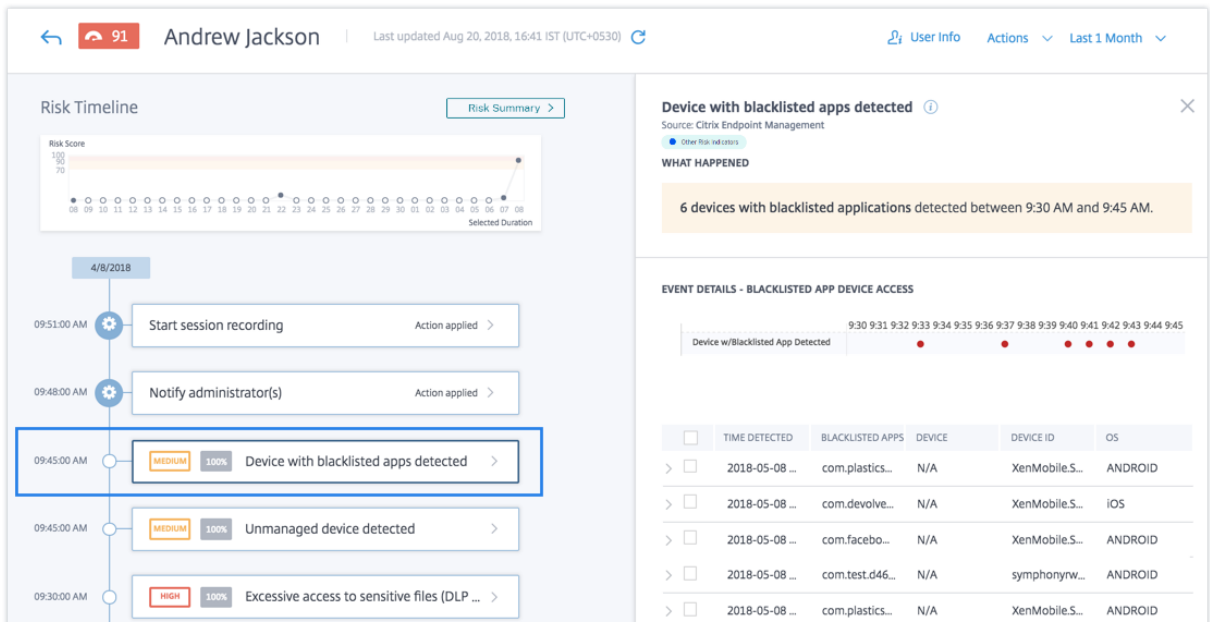 91 Andrew Jackson Last updated Aug 20, 2018, 16:41 IST (UTC+0530) User Info Actions Last 1 Month
Risk Timeline
Risk Summary >
Risk Score
100
90
70
08 09 10 11 12 13 14 15 16 17 18 19 20 21 22 23 24 25 26 27 28 29 30 01 02 03 04 05 06 07 08
Selected Duration
4/8/2018
09:51:00 AM Start session recording Action applied >
09:48:00 AM Notify administrator(s) Action applied >
09:45:00 AM MEDIUM 100% Device with blacklisted apps detected >
09:45:00 AM MEDIUM 100% Unmanaged device detected >
09:30:00 AM HIGH 100% Excessive access to sensitive files (DLP ... >
Device with blacklisted apps detected
Source: Citrix Endpoint Management
Other Risk Indicators
WHAT HAPPENED
6 devices with blacklisted applications detected between 9:30 AM and 9:45 AM.
EVENT DETAILS - BLACKLISTED APP DEVICE ACCESS
9:30 9:31 9:32 9:33 9:34 9:35 9:36 9:37 9:38 9:39 9:40 9:41 9:42 9:43 9:44 9:45
Device w/Blacklisted App Detected
TIME DETECTED BLACKLISTED APPS DEVICE DEVICE ID OS
2018-05-08 ... com.plastics... N/A XenMobile.S... ANDROID
2018-05-08 ... com.devolve... N/A XenMobile.S... iOS
2018-05-08 ... com.facebo... N/A XenMobile.S... ANDROID
2018-05-08 ... com.test.d46... N/A symphonyrw... ANDROID
2018-05-08 ... com.plastics... N/A XenMobile.S... ANDROID